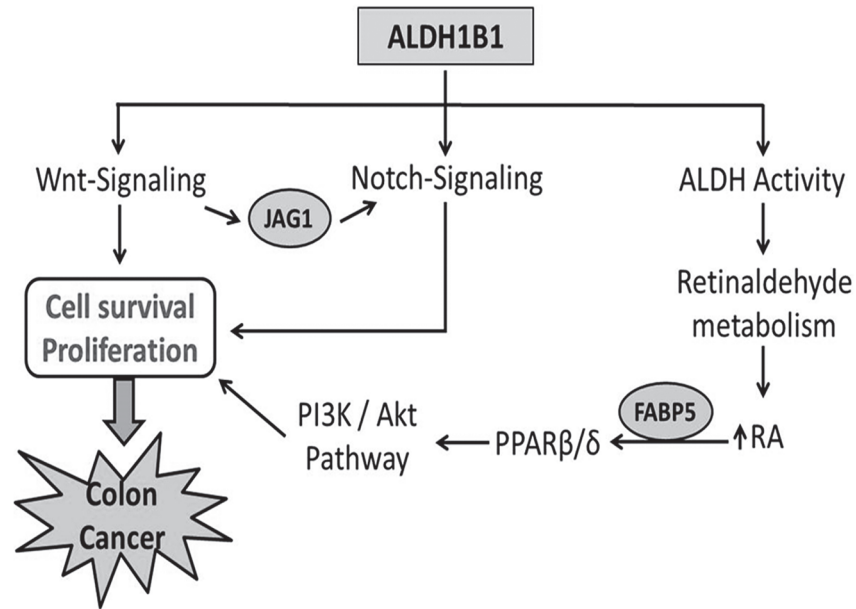 ALDH1B1
Wnt-Signaling
JAG1
Notch-Signaling
ALDH Activity
Retinaldehyde
metabolism
Cell survival
Proliferation
FABP5
↑RA
PPARβ/δ
PI3K / Akt
Pathway
Colon
Cancer